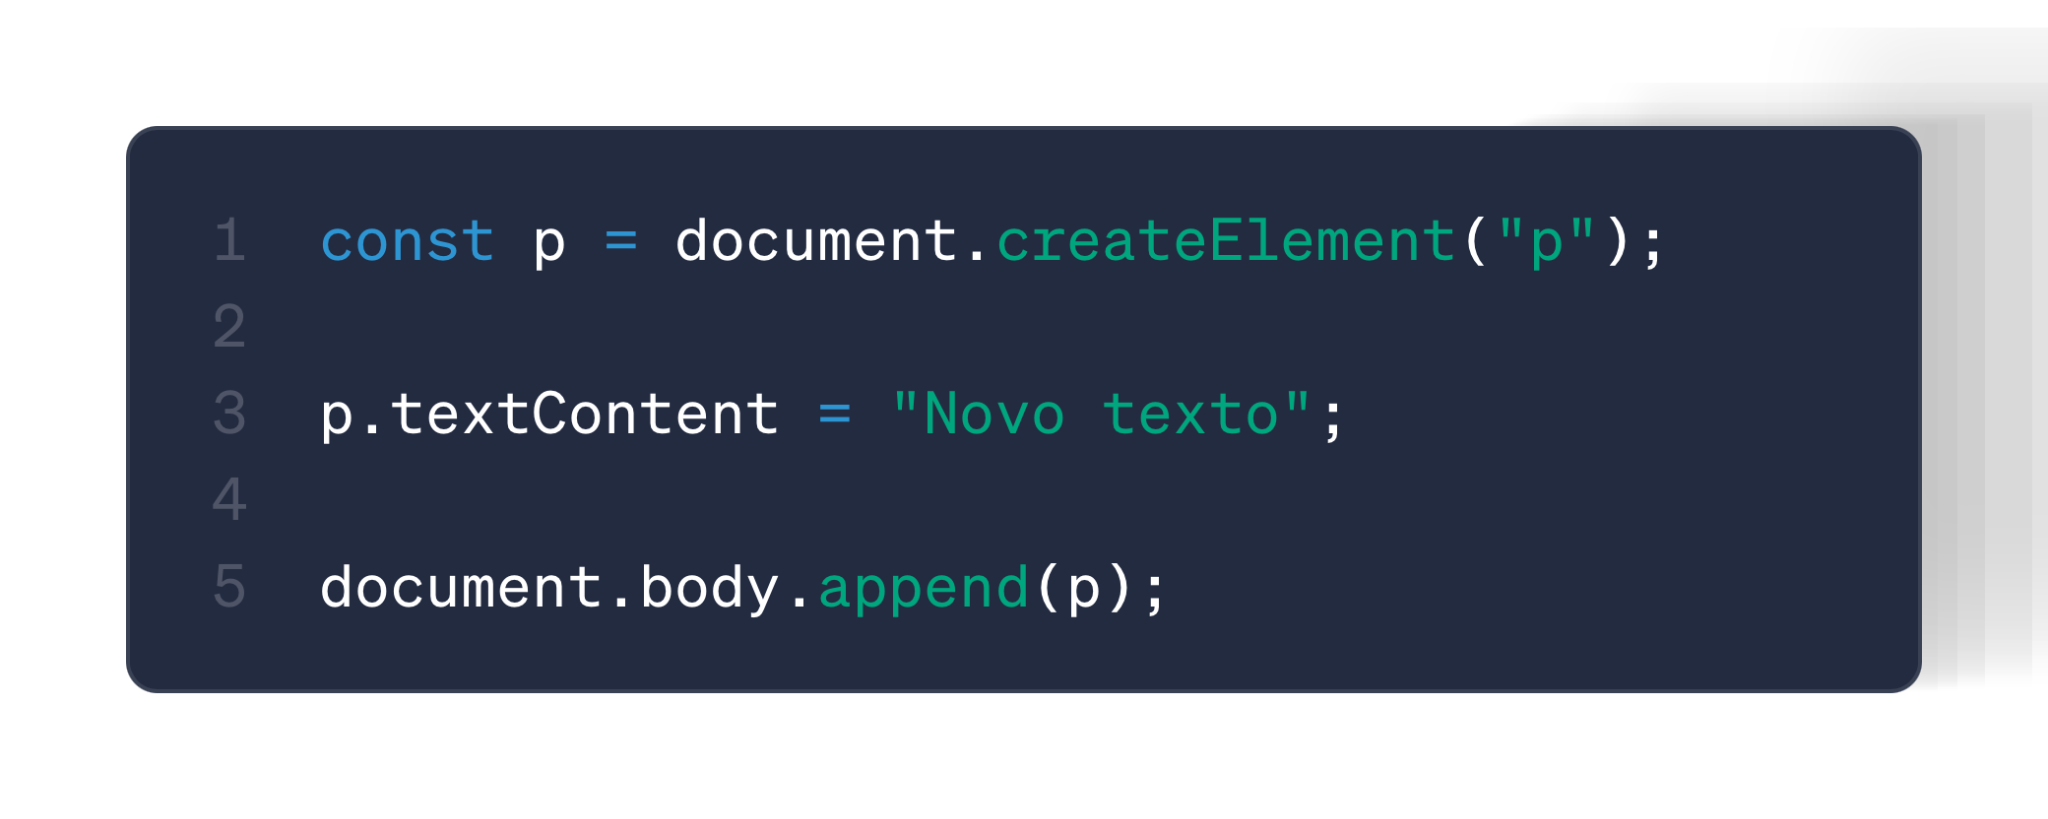 1 const p = document.createElement("p");
2
3 p.textContent = "Novo texto";
4
5 document.body.append(p);